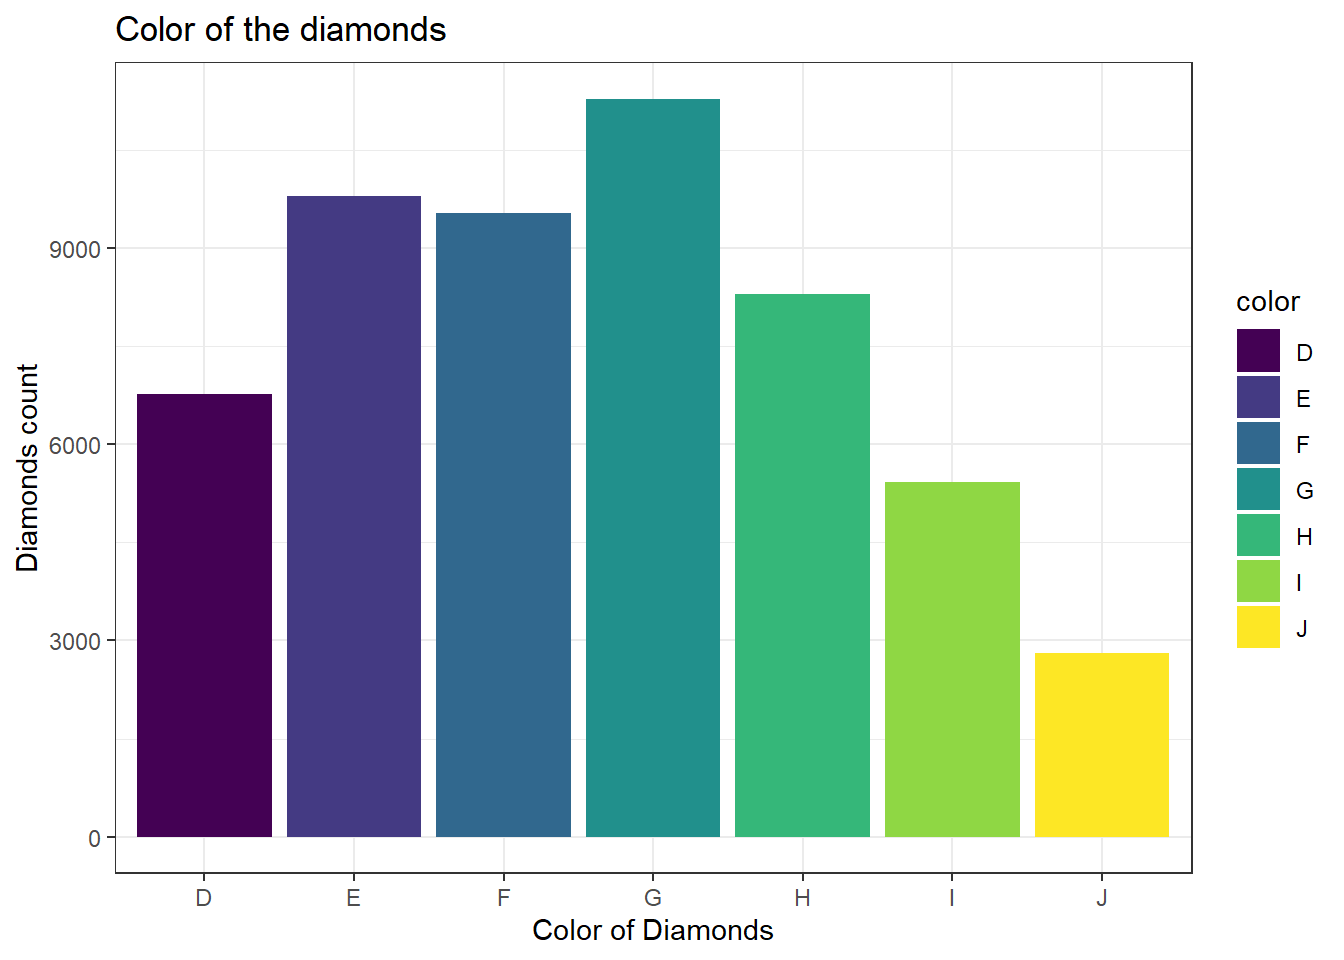 Color of the diamonds
Diamonds count
9000
6000
3000
0
D
E
F
G
H
I
J
Color of Diamonds
color
D
E
F
G
H
I
J